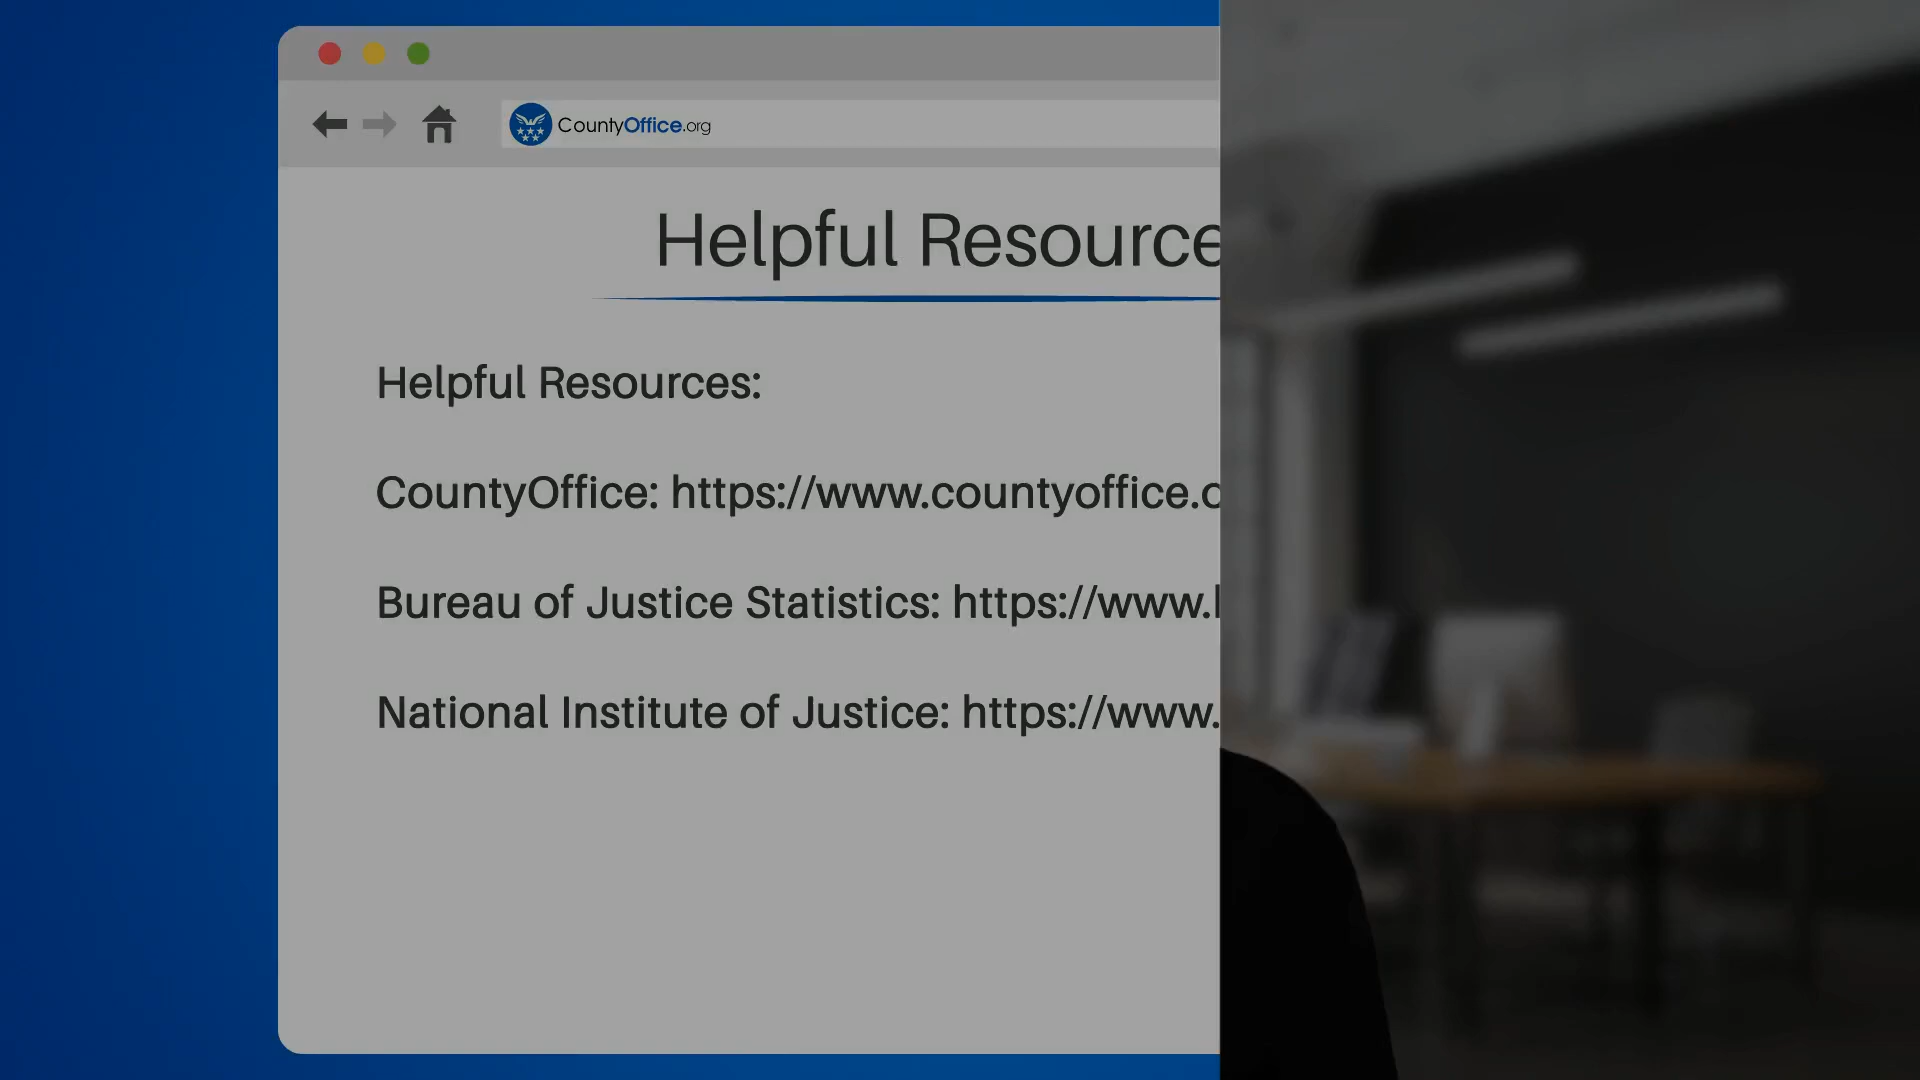 CountyOffice.org
Helpful Resource
Helpful Resources:
CountyOffice: https://www.countyoffice.
Bureau of Justice Statistics: https://www.
National Institute of Justice: https://www.